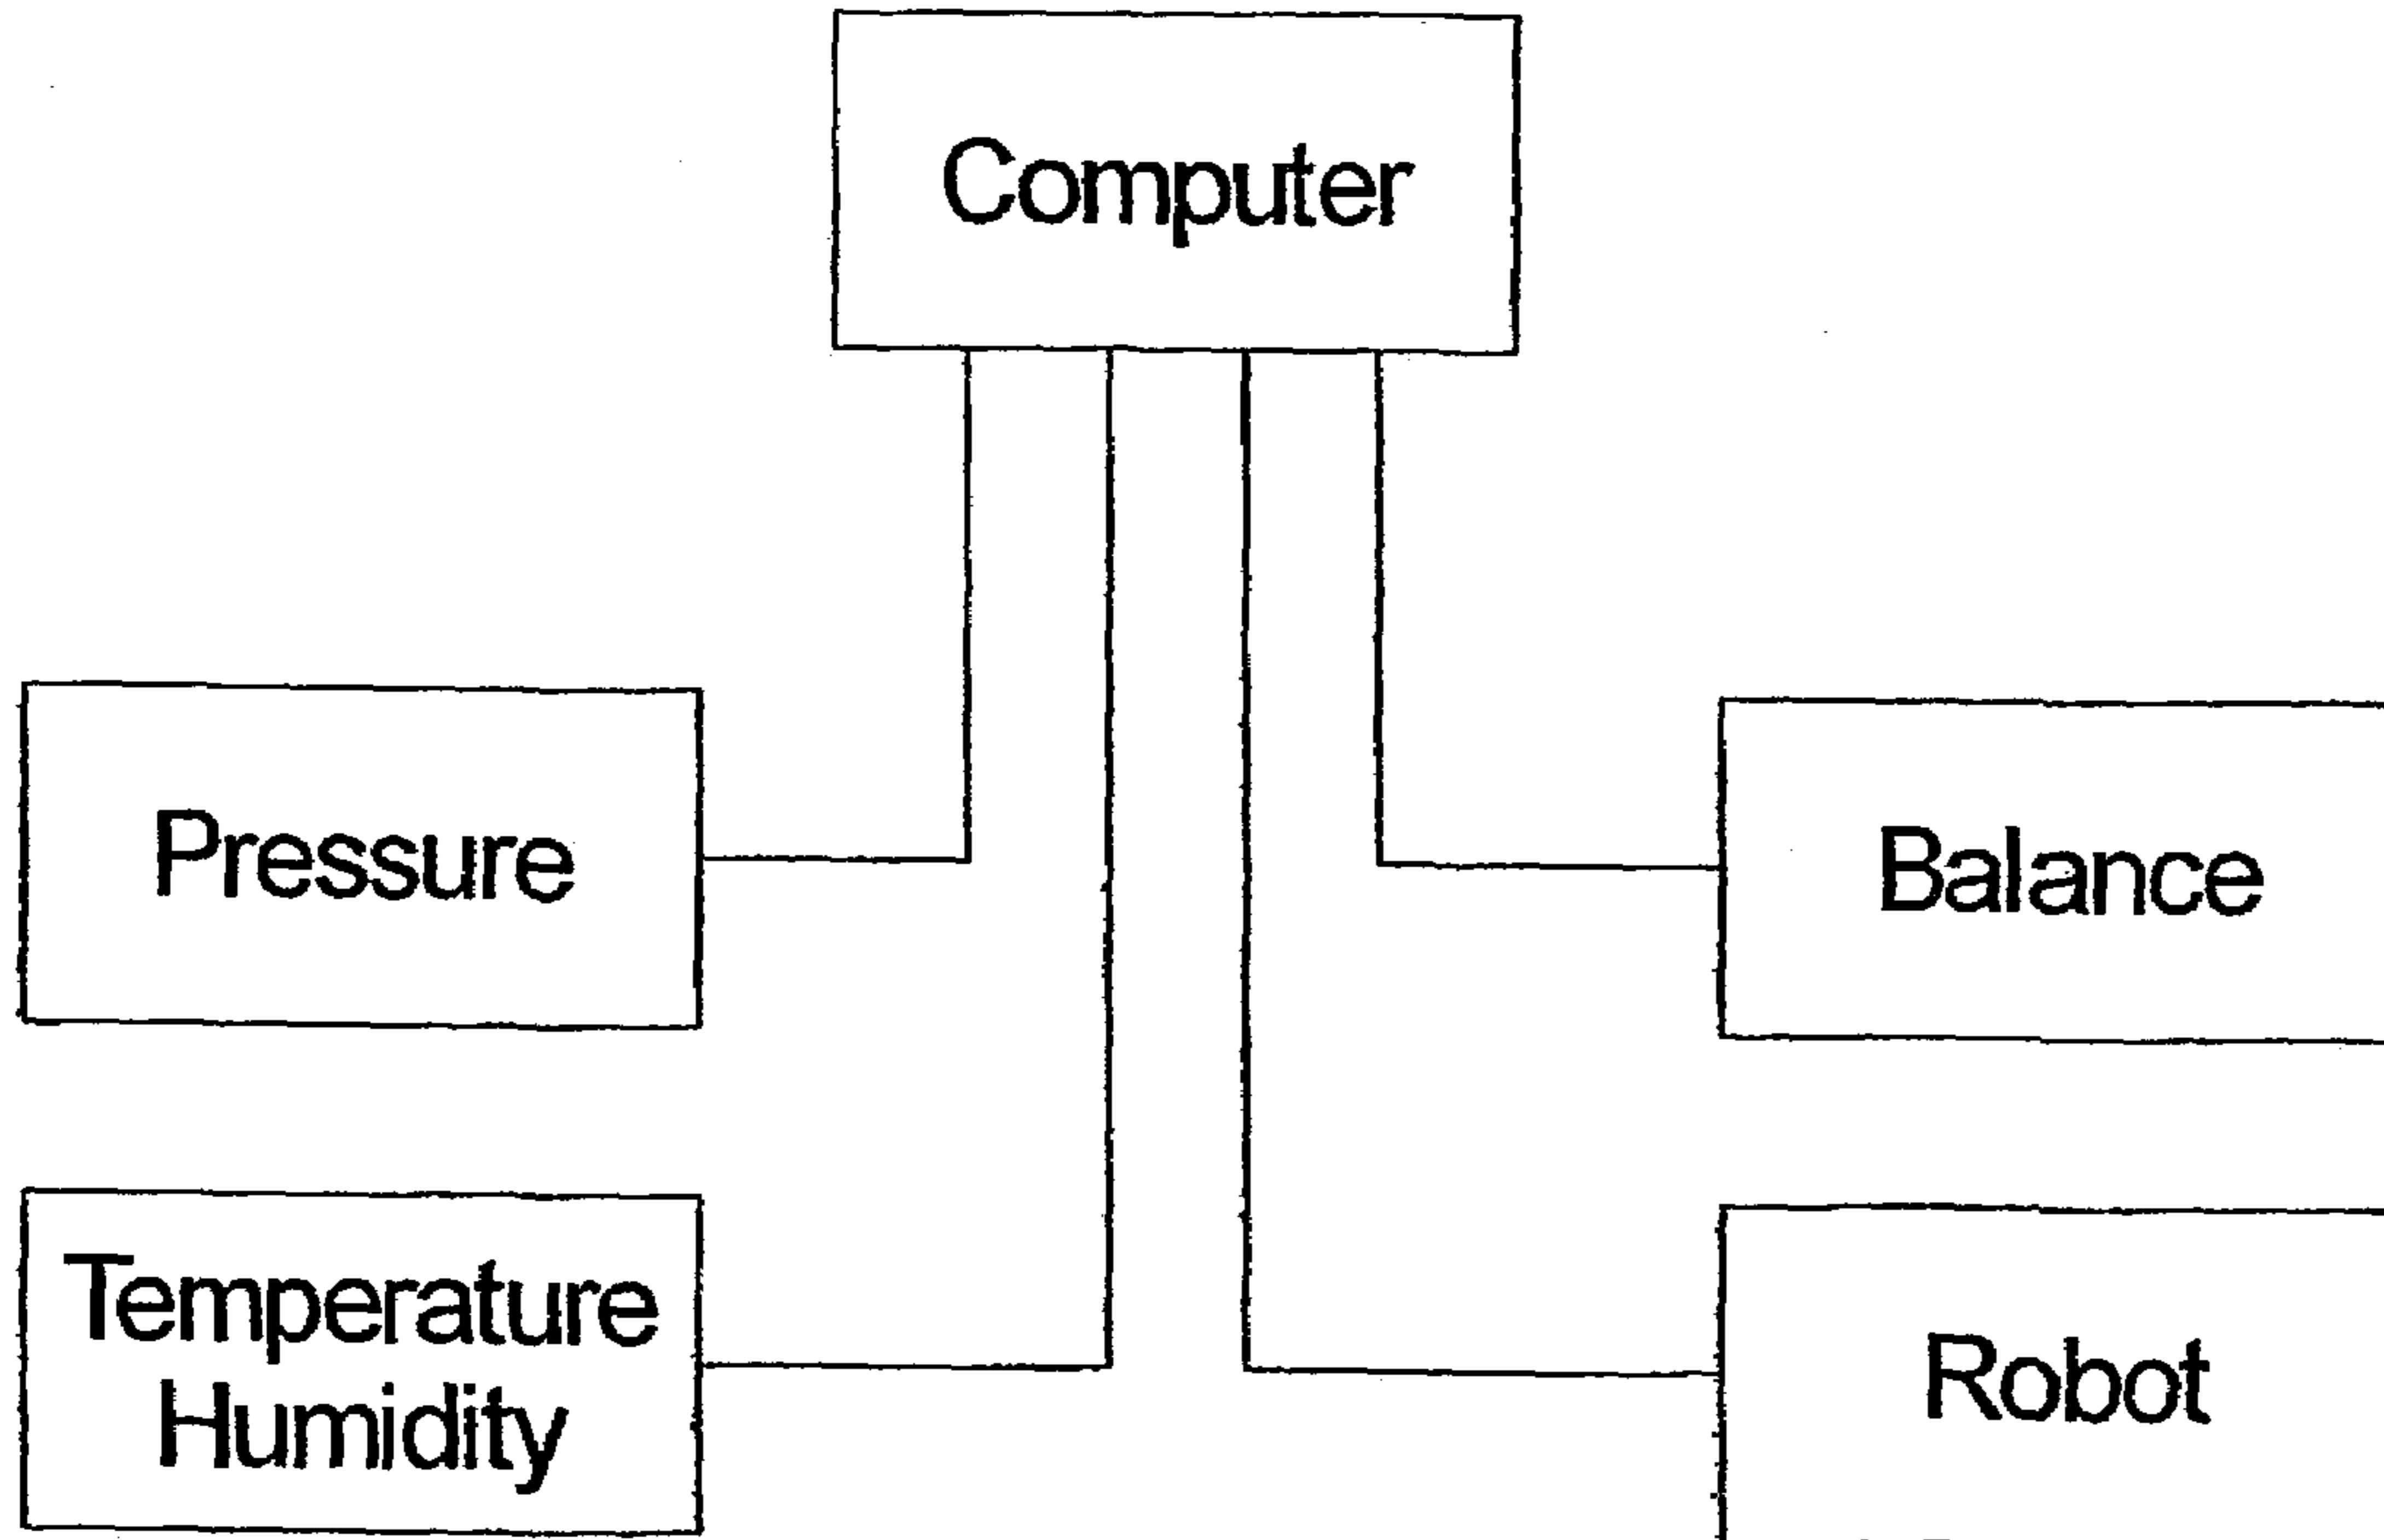 Computer
Pressure
Balance
Temperature
Humidity
Robot